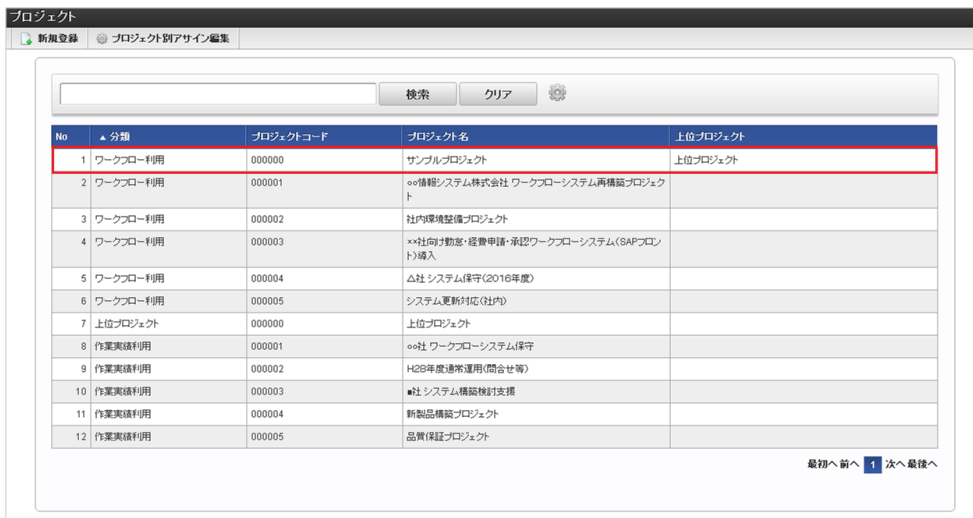 プロジェクト
新規登録 プロジェクト別アサイン編集
検索 クリア
No ▲ 分類 プロジェクトコード プロジェクト名 上位プロジェクト
1 ワークフロー利用 000000 サンプルプロジェクト 上位プロジェクト
2 ワークフロー利用 000001 ○○情報システム株式会社 ワークフローシステム再構築プロジェク
ト
3 ワークフロー利用 000002 社内環境整備プロジェクト
4 ワークフロー利用 000003 ××社向け勤怠・経費申請・承認ワークフローシステム(SAPフロン
ト)導入
5 ワークフロー利用 000004 △社 システム保守(2016年度)
6 ワークフロー利用 000005 システム更新対応(社内)
7 上位プロジェクト 000000 上位プロジェクト
8 作業実績利用 000001 ○○社 ワークフローシステム保守
9 作業実績利用 000002 H28年度通常運用(問合せ等)
10 作業実績利用 000003 ■社 システム構築検討支援
11 作業実績利用 000004 新製品構築プロジェクト
12 作業実績利用 000005 品質保証プロジェクト
最初へ 前へ 1 次へ 最後へ